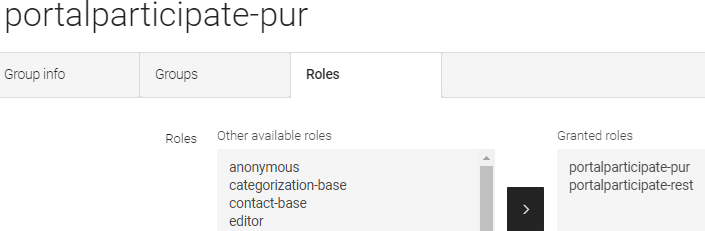 portalparticipate-pur
Group info Groups Roles
Roles Other available roles Granted roles
anonymous portalparticipate-pur
categorization-base portalparticipate-rest
contact-base
editor